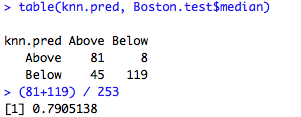 > table(knn.pred, Boston.test$median)

knn.pred Above Below
   Above    81     8
   Below    45   119
> (81+119) / 253
[1] 0.7905138